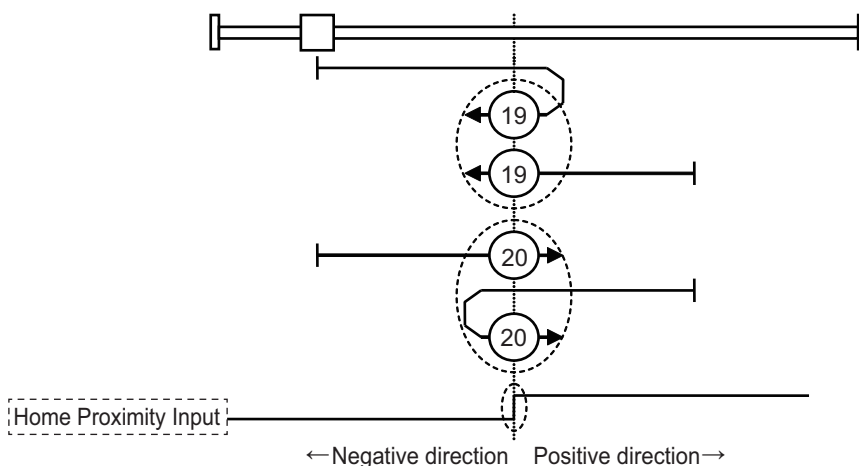 19
19
20
20
Home Proximity Input
←Negative direction Positive direction→